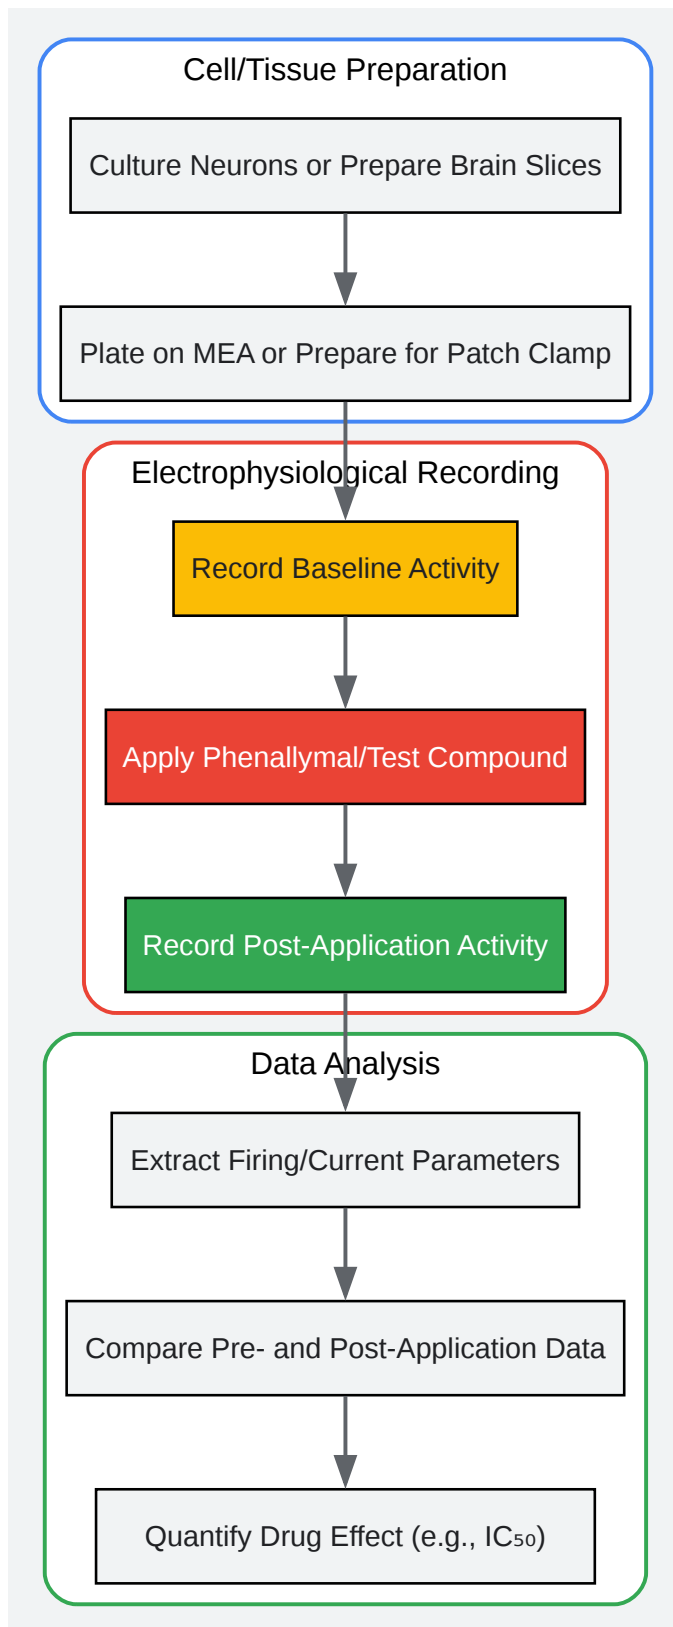 Cell/Tissue Preparation
Culture Neurons or Prepare Brain Slices
Plate on MEA or Prepare for Patch Clamp
Electrophysiological Recording
Record Baseline Activity
Apply Phenallymal/Test Compound
Record Post-Application Activity
Data Analysis
Extract Firing/Current Parameters
Compare Pre- and Post-Application Data
Quantify Drug Effect (e.g., IC₅₀)